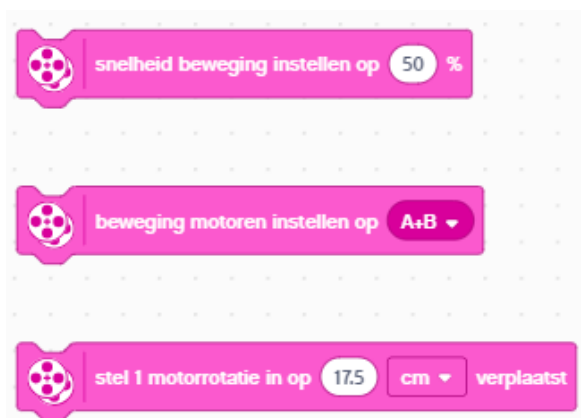 snelheid beweging instellen op 50 %
beweging motoren instellen op A+B
stel 1 motorrotatie in op 17.5 cm verplaatst